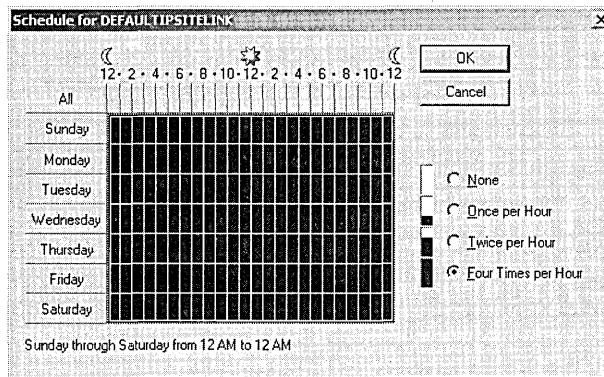 Schedule for DEFAULTIPSITELINK
12 · 2 · 4 · 6 · 8 · 10 · 12 · 2 · 4 · 6 · 8 · 10 · 12
OK
Cancel
All
Sunday
Monday
Tuesday
Wednesday
Thursday
Friday
Saturday
None
Once per Hour
Twice per Hour
Four Times per Hour
Sunday through Saturday from 12 AM to 12 AM